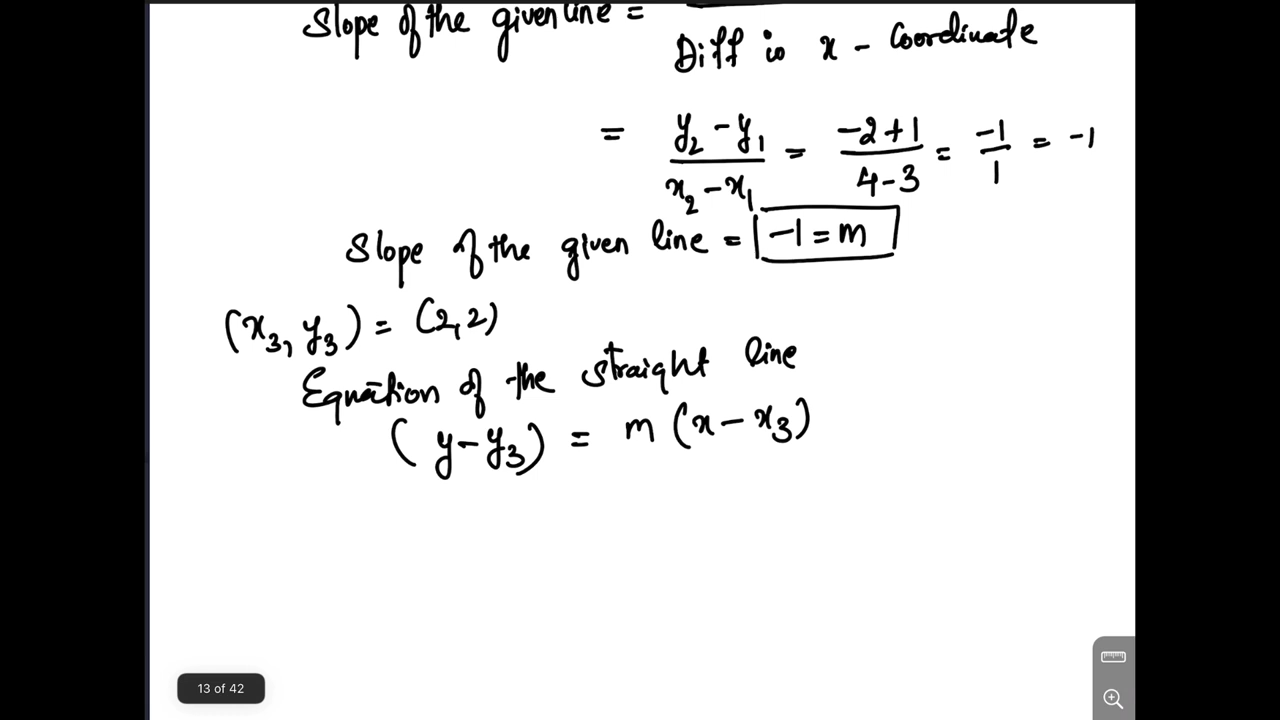 Slope of the given line =
Diff in x - coordinate
= y₂ - y₁ / x₂ - x₁ = -2+1 / 4-3 = -1/1 = -1
Slope of the given line = -1 = m
(x₃, y₃) = (2,2)
Equation of the straight line
(y - y₃) = m (x - x₃)
13 of 42